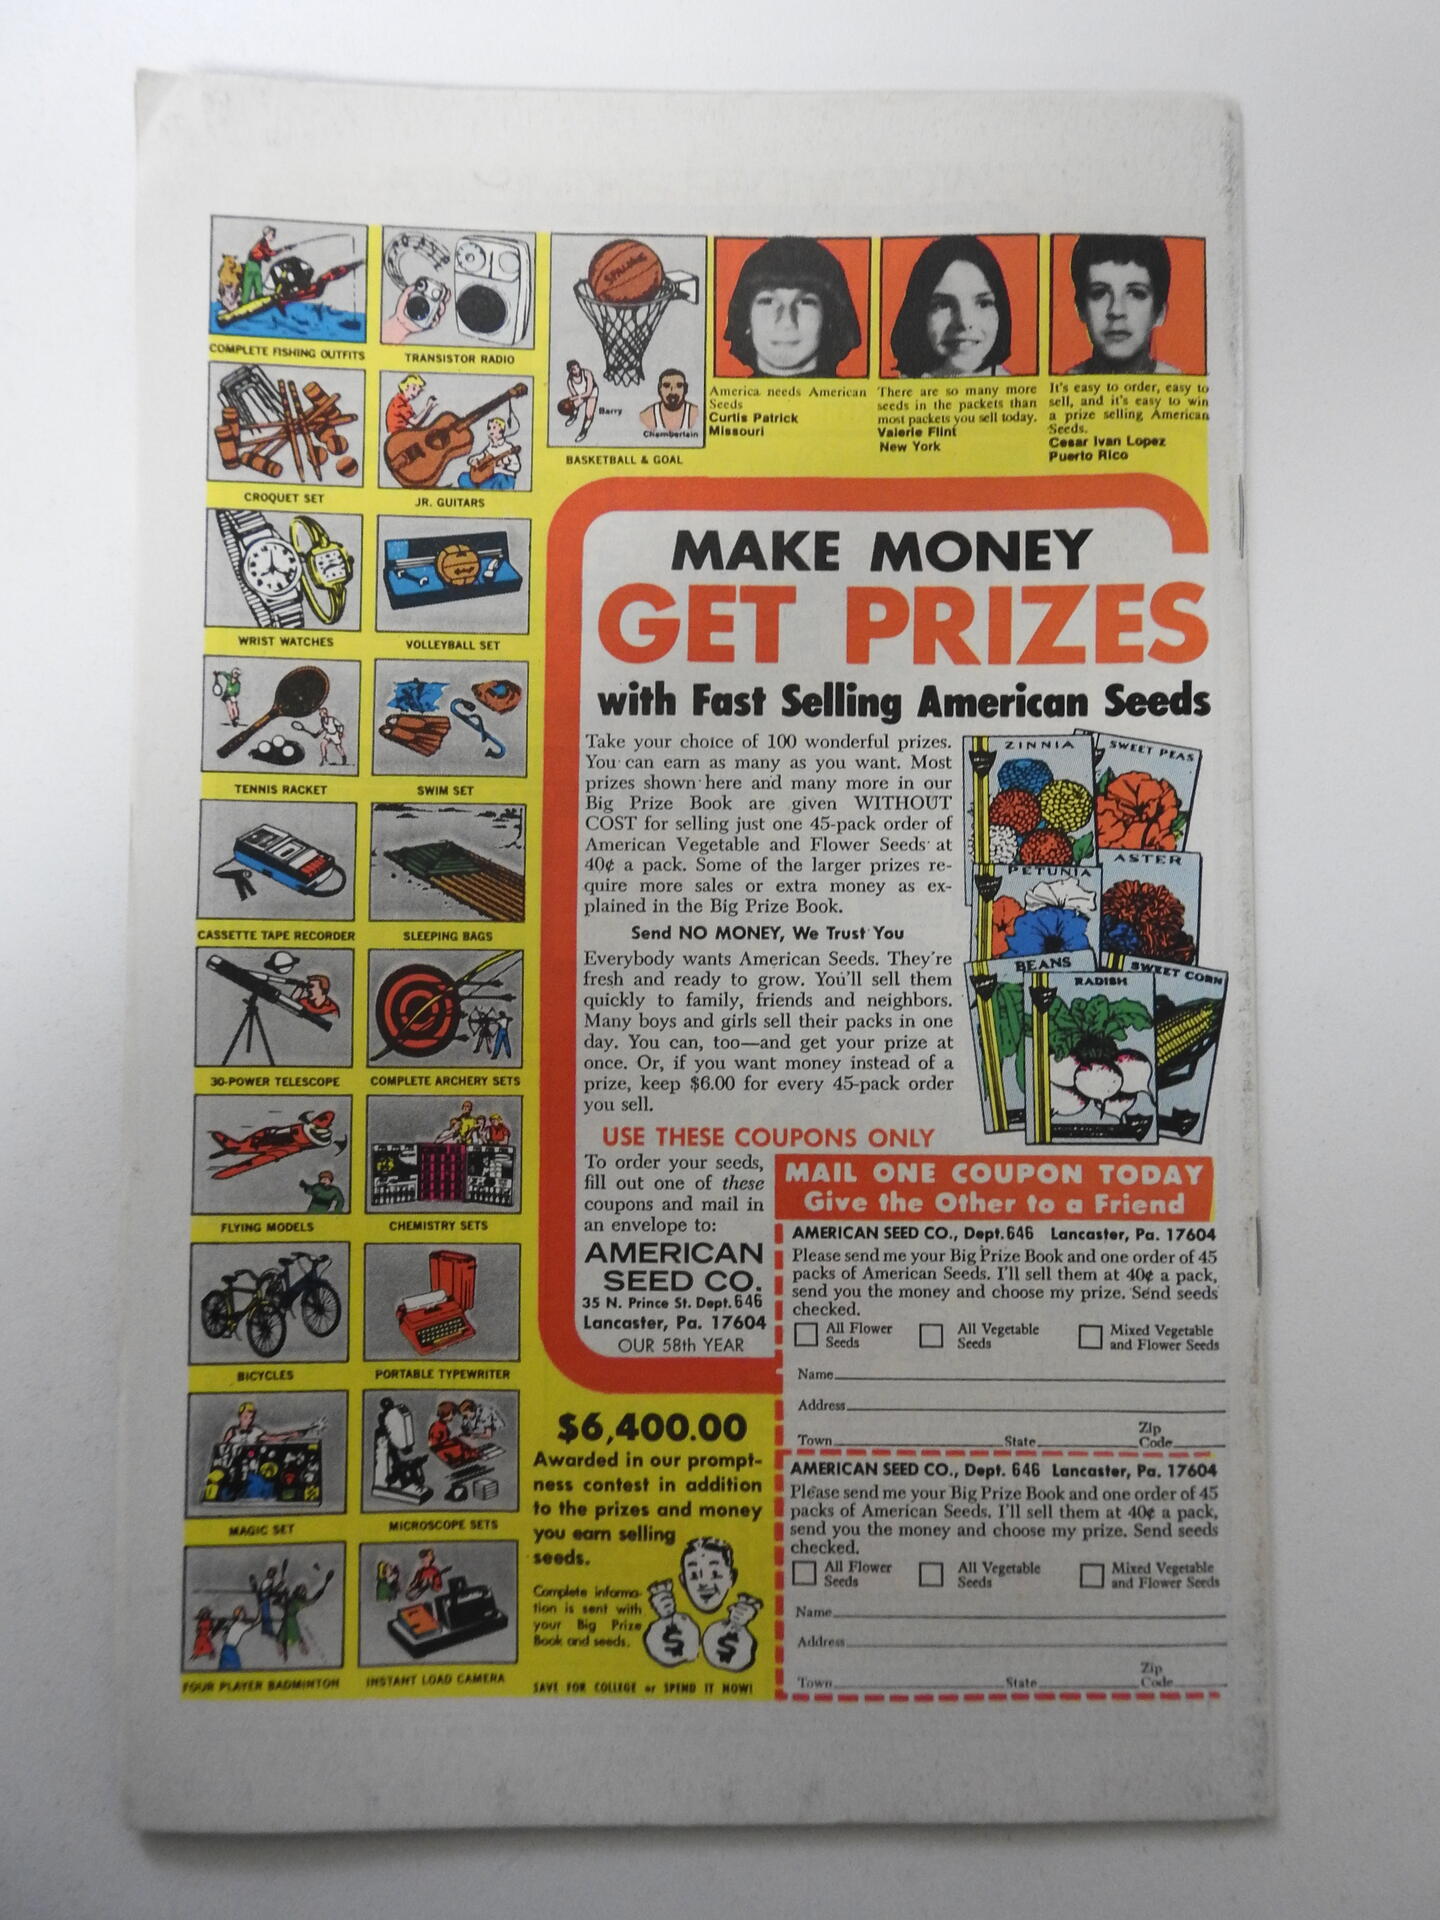 COMPLETE FISHING OUTFITS
TRANSISTOR RADIO
CROQUET SET
JR. GUITARS
WRIST WATCHES
VOLLEYBALL SET
TENNIS RACKET
SWIM SET
CASSETTE TAPE RECORDER
SLEEPING BAGS
30-POWER TELESCOPE
COMPLETE ARCHERY SETS
FLYING MODELS
CHEMISTRY SETS
BICYCLES
PORTABLE TYPEWRITER
MAGIC SET
MICROSCOPE SETS
FOUR PLAYER BADMINTON
INSTANT LOAD CAMERA
SPALDING
Barry
Chamberlain
BASKETBALL & GOAL
America needs American
Seeds
Curtis Patrick
Missouri
There are so many more
seeds in the packets than
most packets you sell today.
Valerie Flint
New York
It's easy to order, easy to
sell, and it's easy to win
a prize selling American
Seeds.
Cesar Ivan Lopez
Puerto Rico
MAKE MONEY
GET PRIZES
with Fast Selling American Seeds
Take your choice of 100 wonderful prizes.
You can earn as many as you want. Most
prizes shown here and many more in our
Big Prize Book are given WITHOUT
COST for selling just one 45-pack order of
American Vegetable and Flower Seeds at
40¢ a pack. Some of the larger prizes re-
quire more sales or extra money as ex-
plained in the Big Prize Book.
Send NO MONEY, We Trust You
Everybody wants American Seeds. They're
fresh and ready to grow. You'll sell them
quickly to family, friends and neighbors.
Many boys and girls sell their packs in one
day. You can, too—and get your prize at
once. Or, if you want money instead of a
prize, keep $6.00 for every 45-pack order
you sell.
ZINNIA
SWEET PEAS
PETUNIA
ASTER
BEANS
RADISH
SWEET CORN
USE THESE COUPONS ONLY
To order your seeds,
fill out one of these
coupons and mail in
an envelope to:
AMERICAN
SEED CO.
35 N. Prince St. Dept. 646
Lancaster, Pa. 17604
OUR 58th YEAR
MAIL ONE COUPON TODAY
Give the Other to a Friend
AMERICAN SEED CO., Dept. 646 Lancaster, Pa. 17604
Please send me your Big Prize Book and one order of 45
packs of American Seeds. I'll sell them at 40¢ a pack,
send you the money and choose my prize. Send seeds
checked.
All Flower Seeds
All Vegetable Seeds
Mixed Vegetable and Flower Seeds
Name
Address
Town State Zip Code
AMERICAN SEED CO., Dept. 646 Lancaster, Pa. 17604
Please send me your Big Prize Book and one order of 45
packs of American Seeds. I'll sell them at 40¢ a pack,
send you the money and choose my prize. Send seeds
checked.
All Flower Seeds
All Vegetable Seeds
Mixed Vegetable and Flower Seeds
Name
Address
Town State Zip Code
$6,400.00
Awarded in our prompt-
ness contest in addition
to the prizes and money
you earn selling
seeds.
Complete informa-
tion is sent with
your Big Prize
Book and seeds.
$ $
SAVE FOR COLLEGE or SPEND IT NOW!